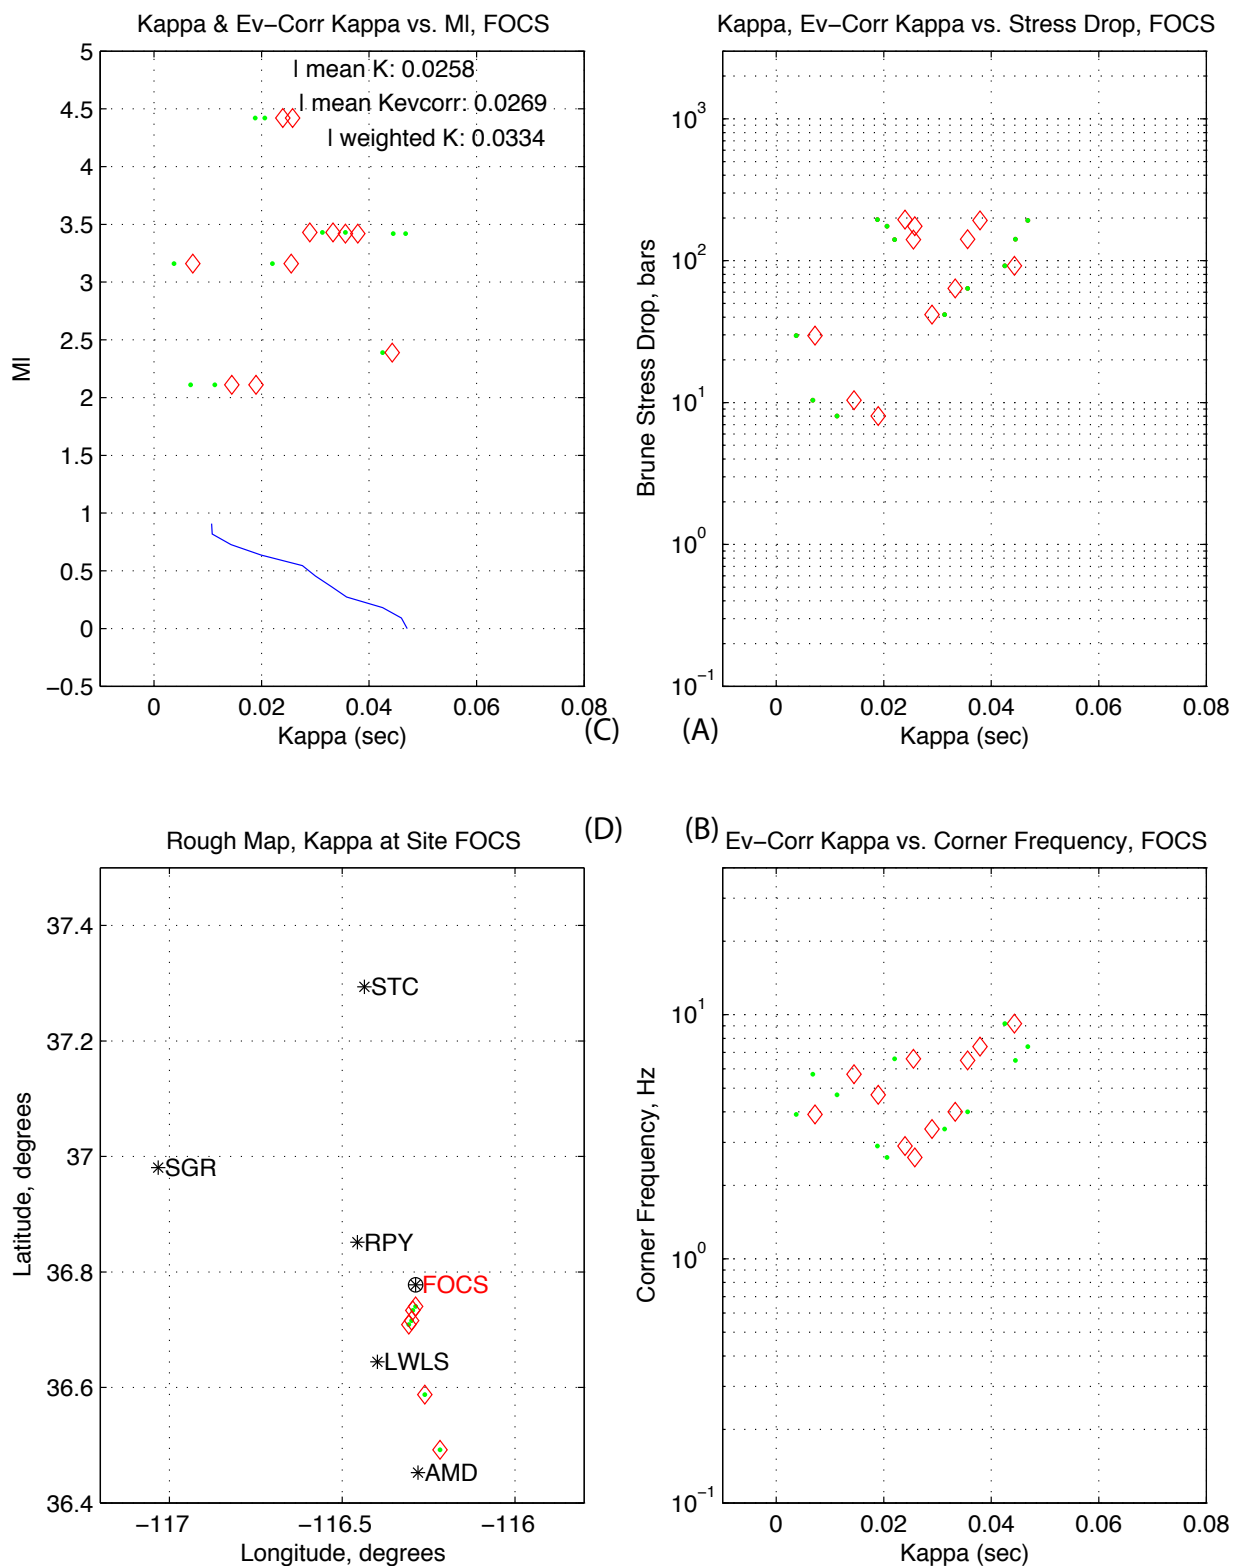 Kappa & Ev−Corr Kappa vs. Ml, FOCS
l mean K: 0.0258
l mean Kevcorr: 0.0269
l weighted K: 0.0334
5
4.5
4
3.5
3
2.5
2
1.5
1
0.5
0
−0.5
Ml
0 0.02 0.04 0.06 0.08
Kappa (sec)
(C)
Kappa, Ev−Corr Kappa vs. Stress Drop, FOCS
10^3
10^2
10^1
10^0
10^−1
Brune Stress Drop, bars
0 0.02 0.04 0.06 0.08
(A)
Kappa (sec)
Rough Map, Kappa at Site FOCS
(D)
37.4
37.2
37
36.8
36.6
36.4
Latitude, degrees
STC
SGR
RPY
FOCS
LWLS
AMD
−117 −116.5 −116
Longitude, degrees
(B)
Ev−Corr Kappa vs. Corner Frequency, FOCS
10^1
10^0
10^−1
Corner Frequency, Hz
0 0.02 0.04 0.06 0.08
Kappa (sec)